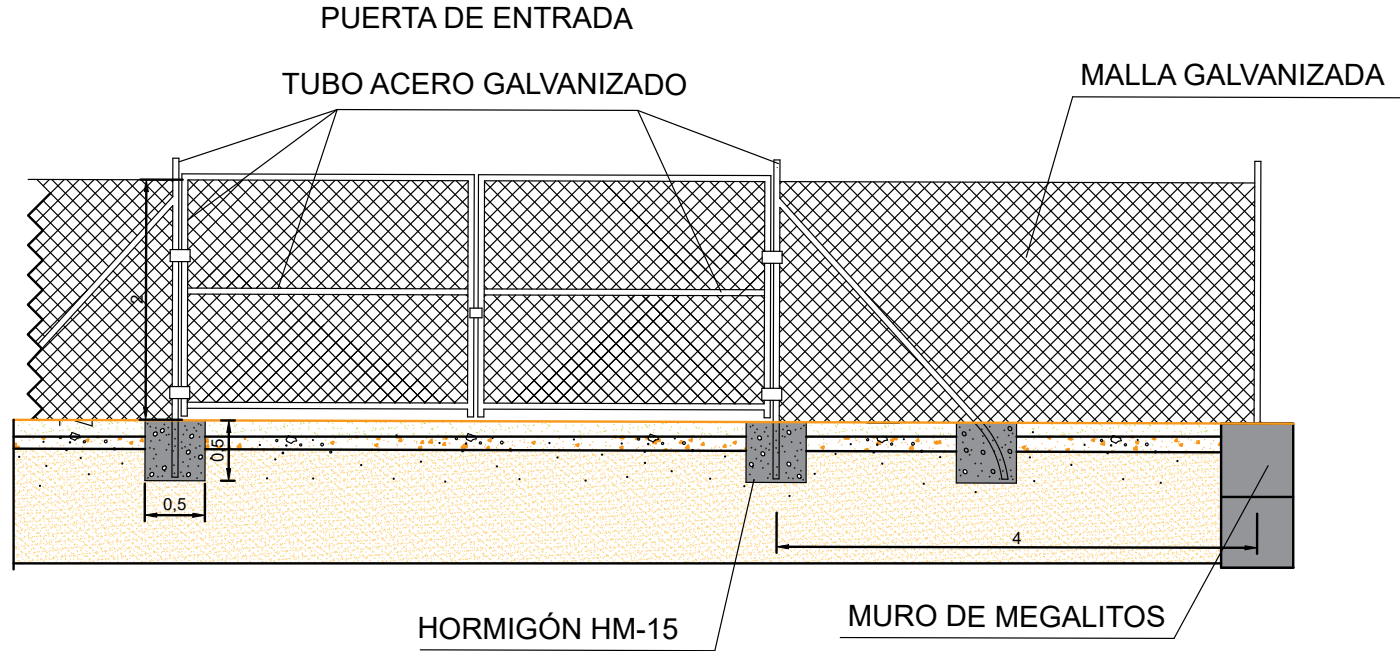 PUERTA DE ENTRADA
TUBO ACERO GALVANIZADO
MALLA GALVANIZADA
2
0,5
0,5
4
HORMIGÓN HM-15
MURO DE MEGALITOS